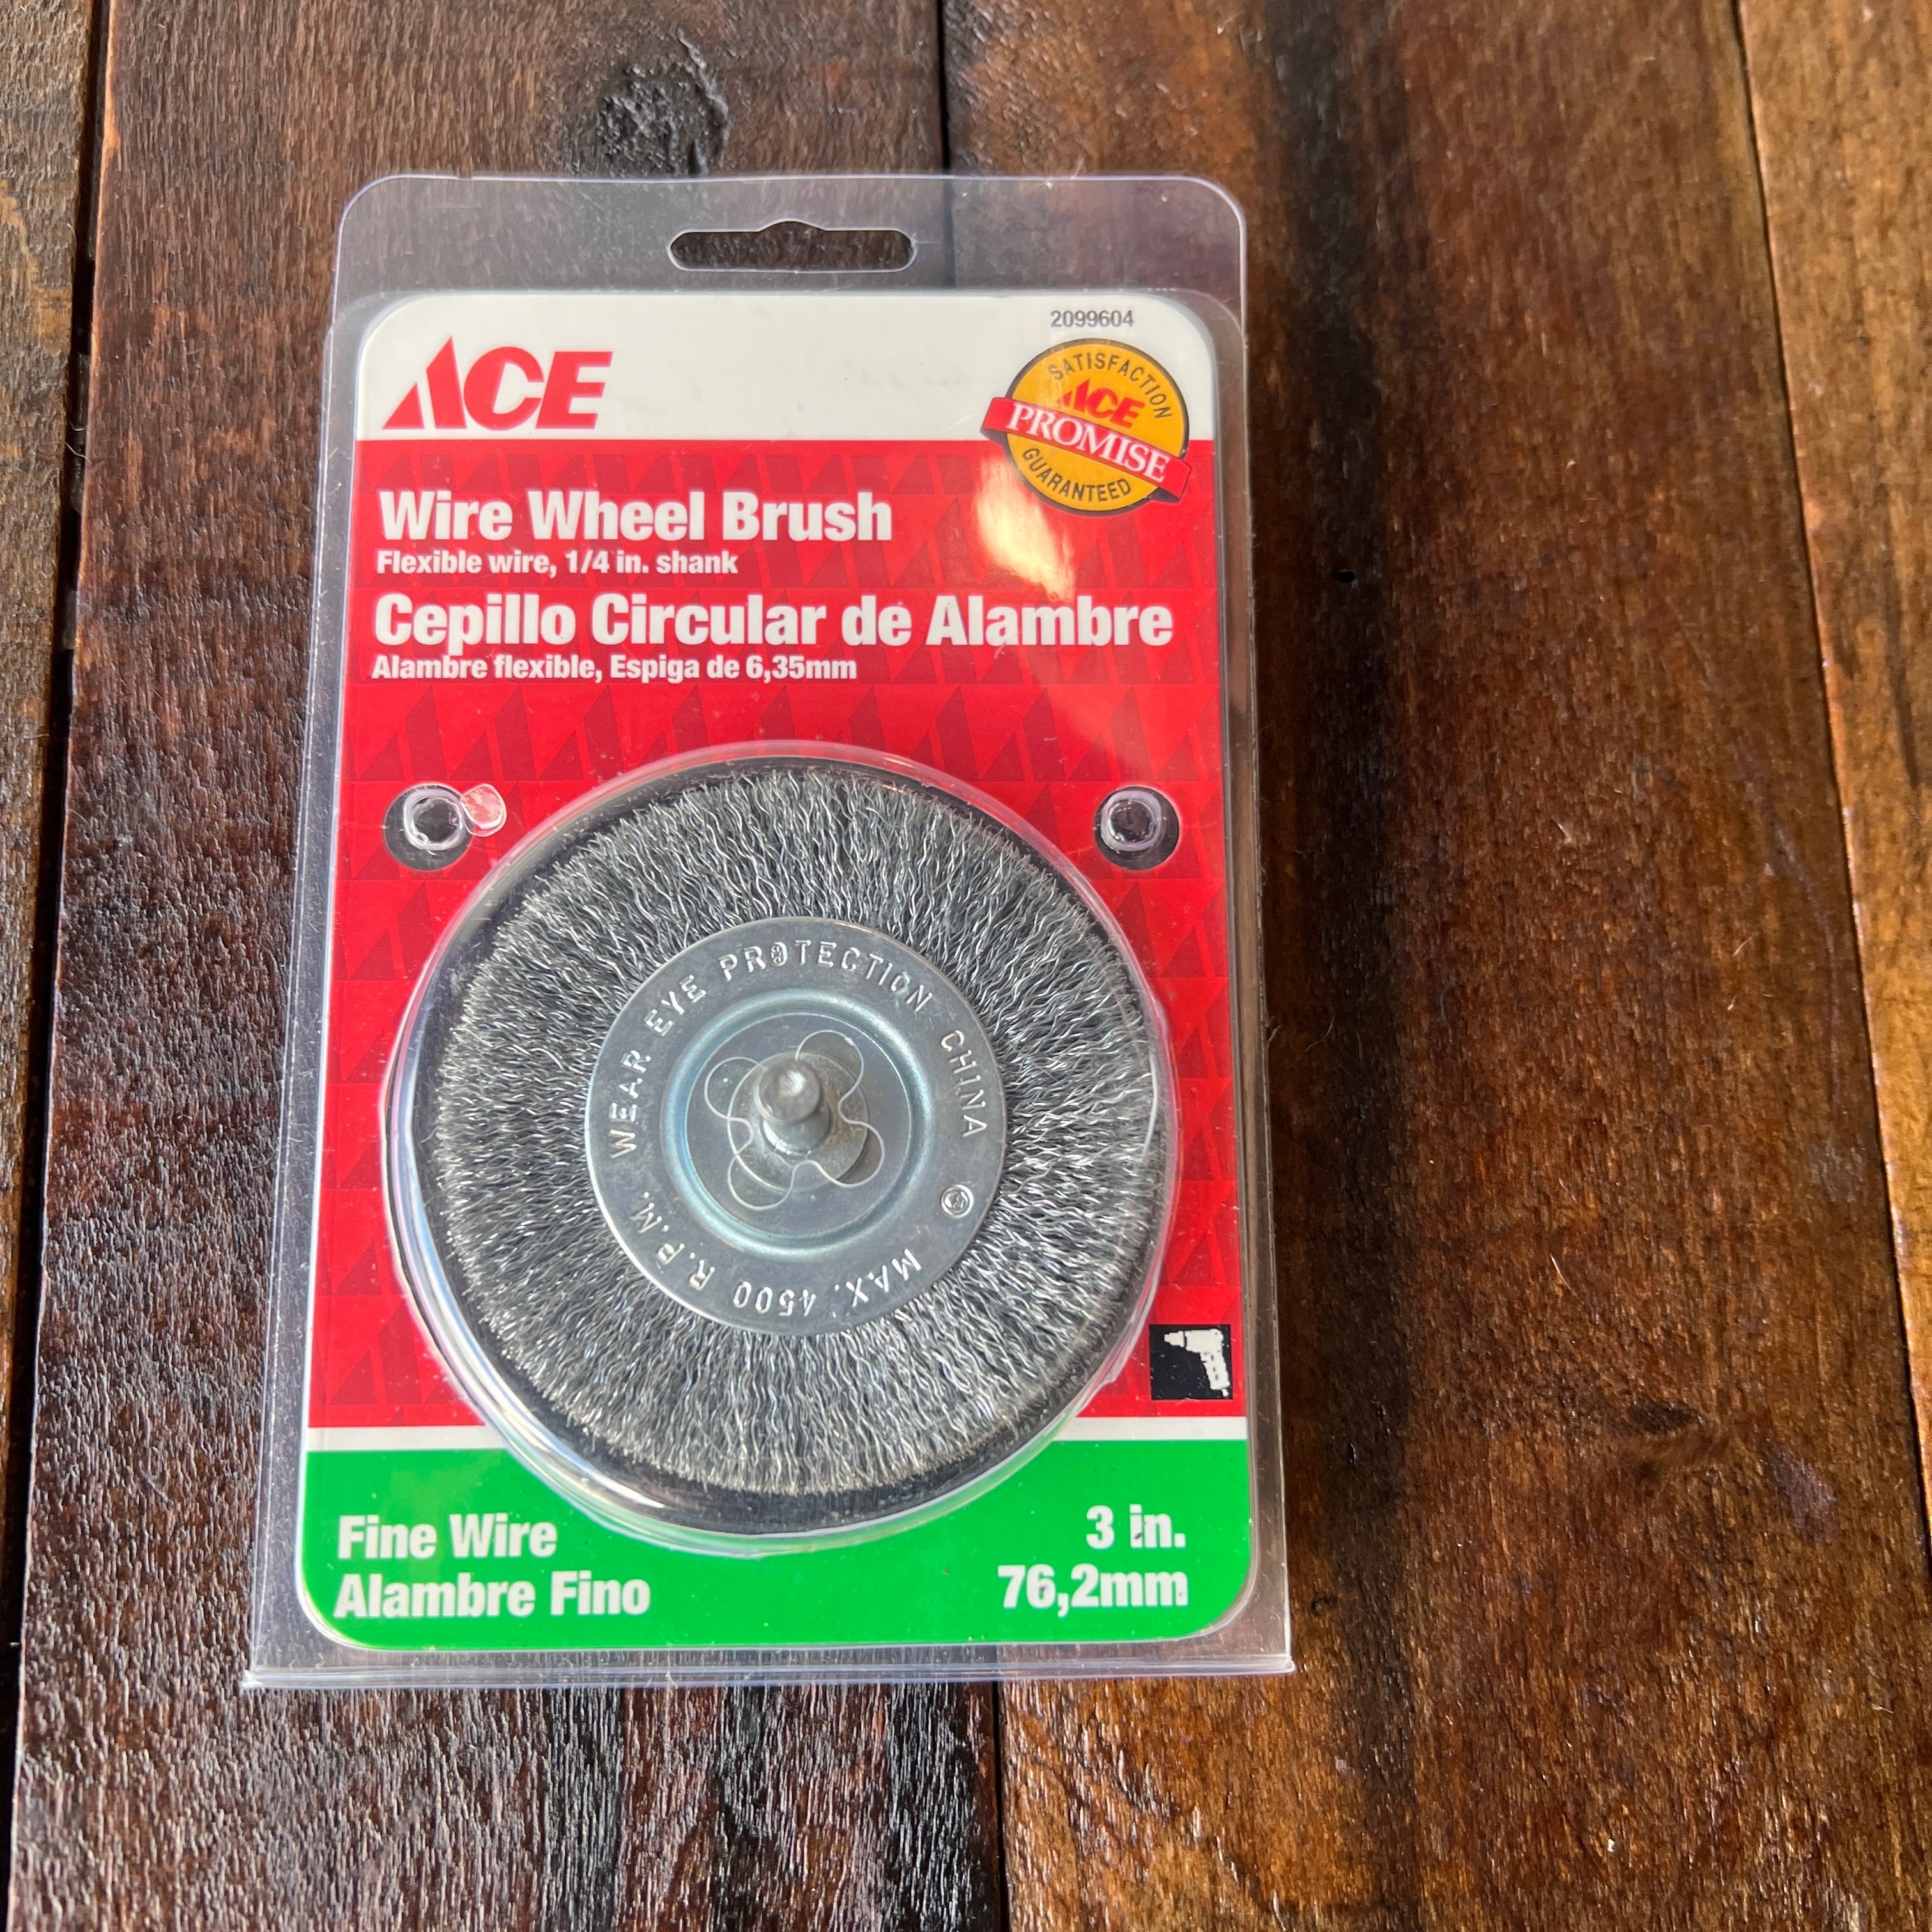 2099604
ACE
SATISFACTION
ACE
PROMISE
GUARANTEED
Wire Wheel Brush
Flexible wire, 1/4 in. shank
Cepillo Circular de Alambre
Alambre flexible, Espiga de 6,35mm
WEAR EYE PROTECTION CHINA
MAX. 4500 R.P.M.
Fine Wire
Alambre Fino
3 in.
76,2mm